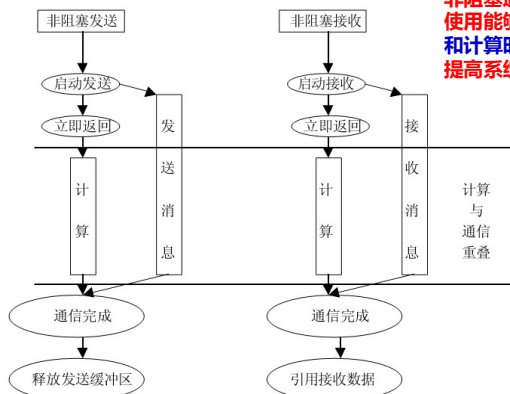 非阻塞发送
非阻塞接收
使用能
和计算
提高系
启动发送
启动接收
立即返回
立即返回
发送消息
接收消息
计算
计算
计算
与
通信
重叠
通信完成
通信完成
释放发送缓冲区
引用接收数据